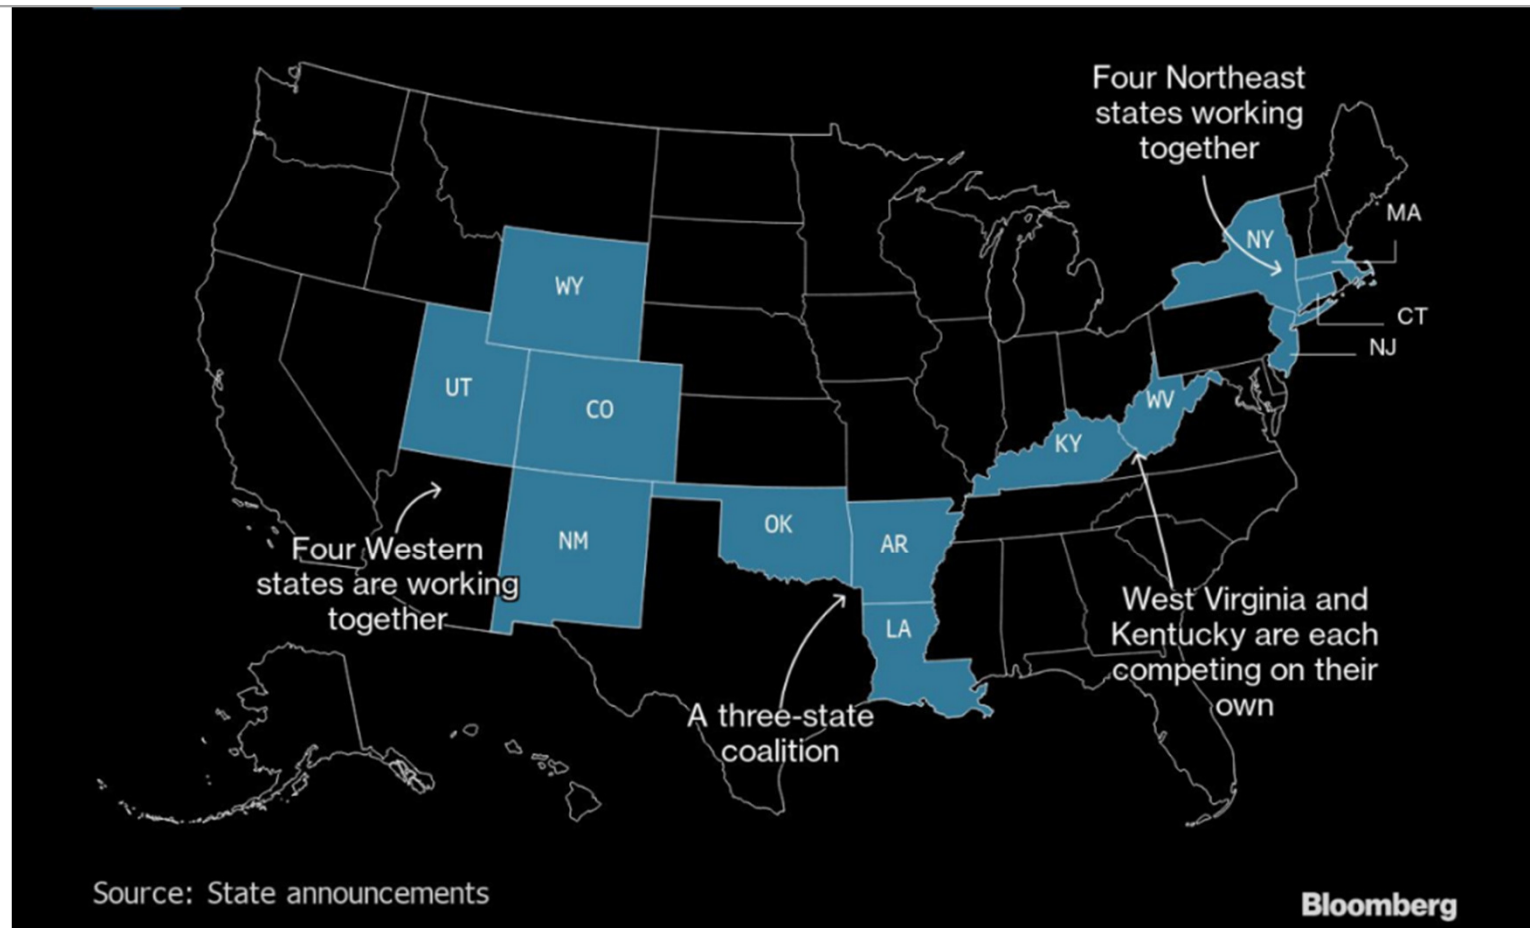 Four Northeast
states working
together
MA
NY
WY
CT
NJ
UT
CO
WV
KY
OK
NM
AR
Four Western
states are working
together
LA
West Virginia and
Kentucky are each
competing on their
own
A three-state
coalition
Source: State announcements
Bloomberg